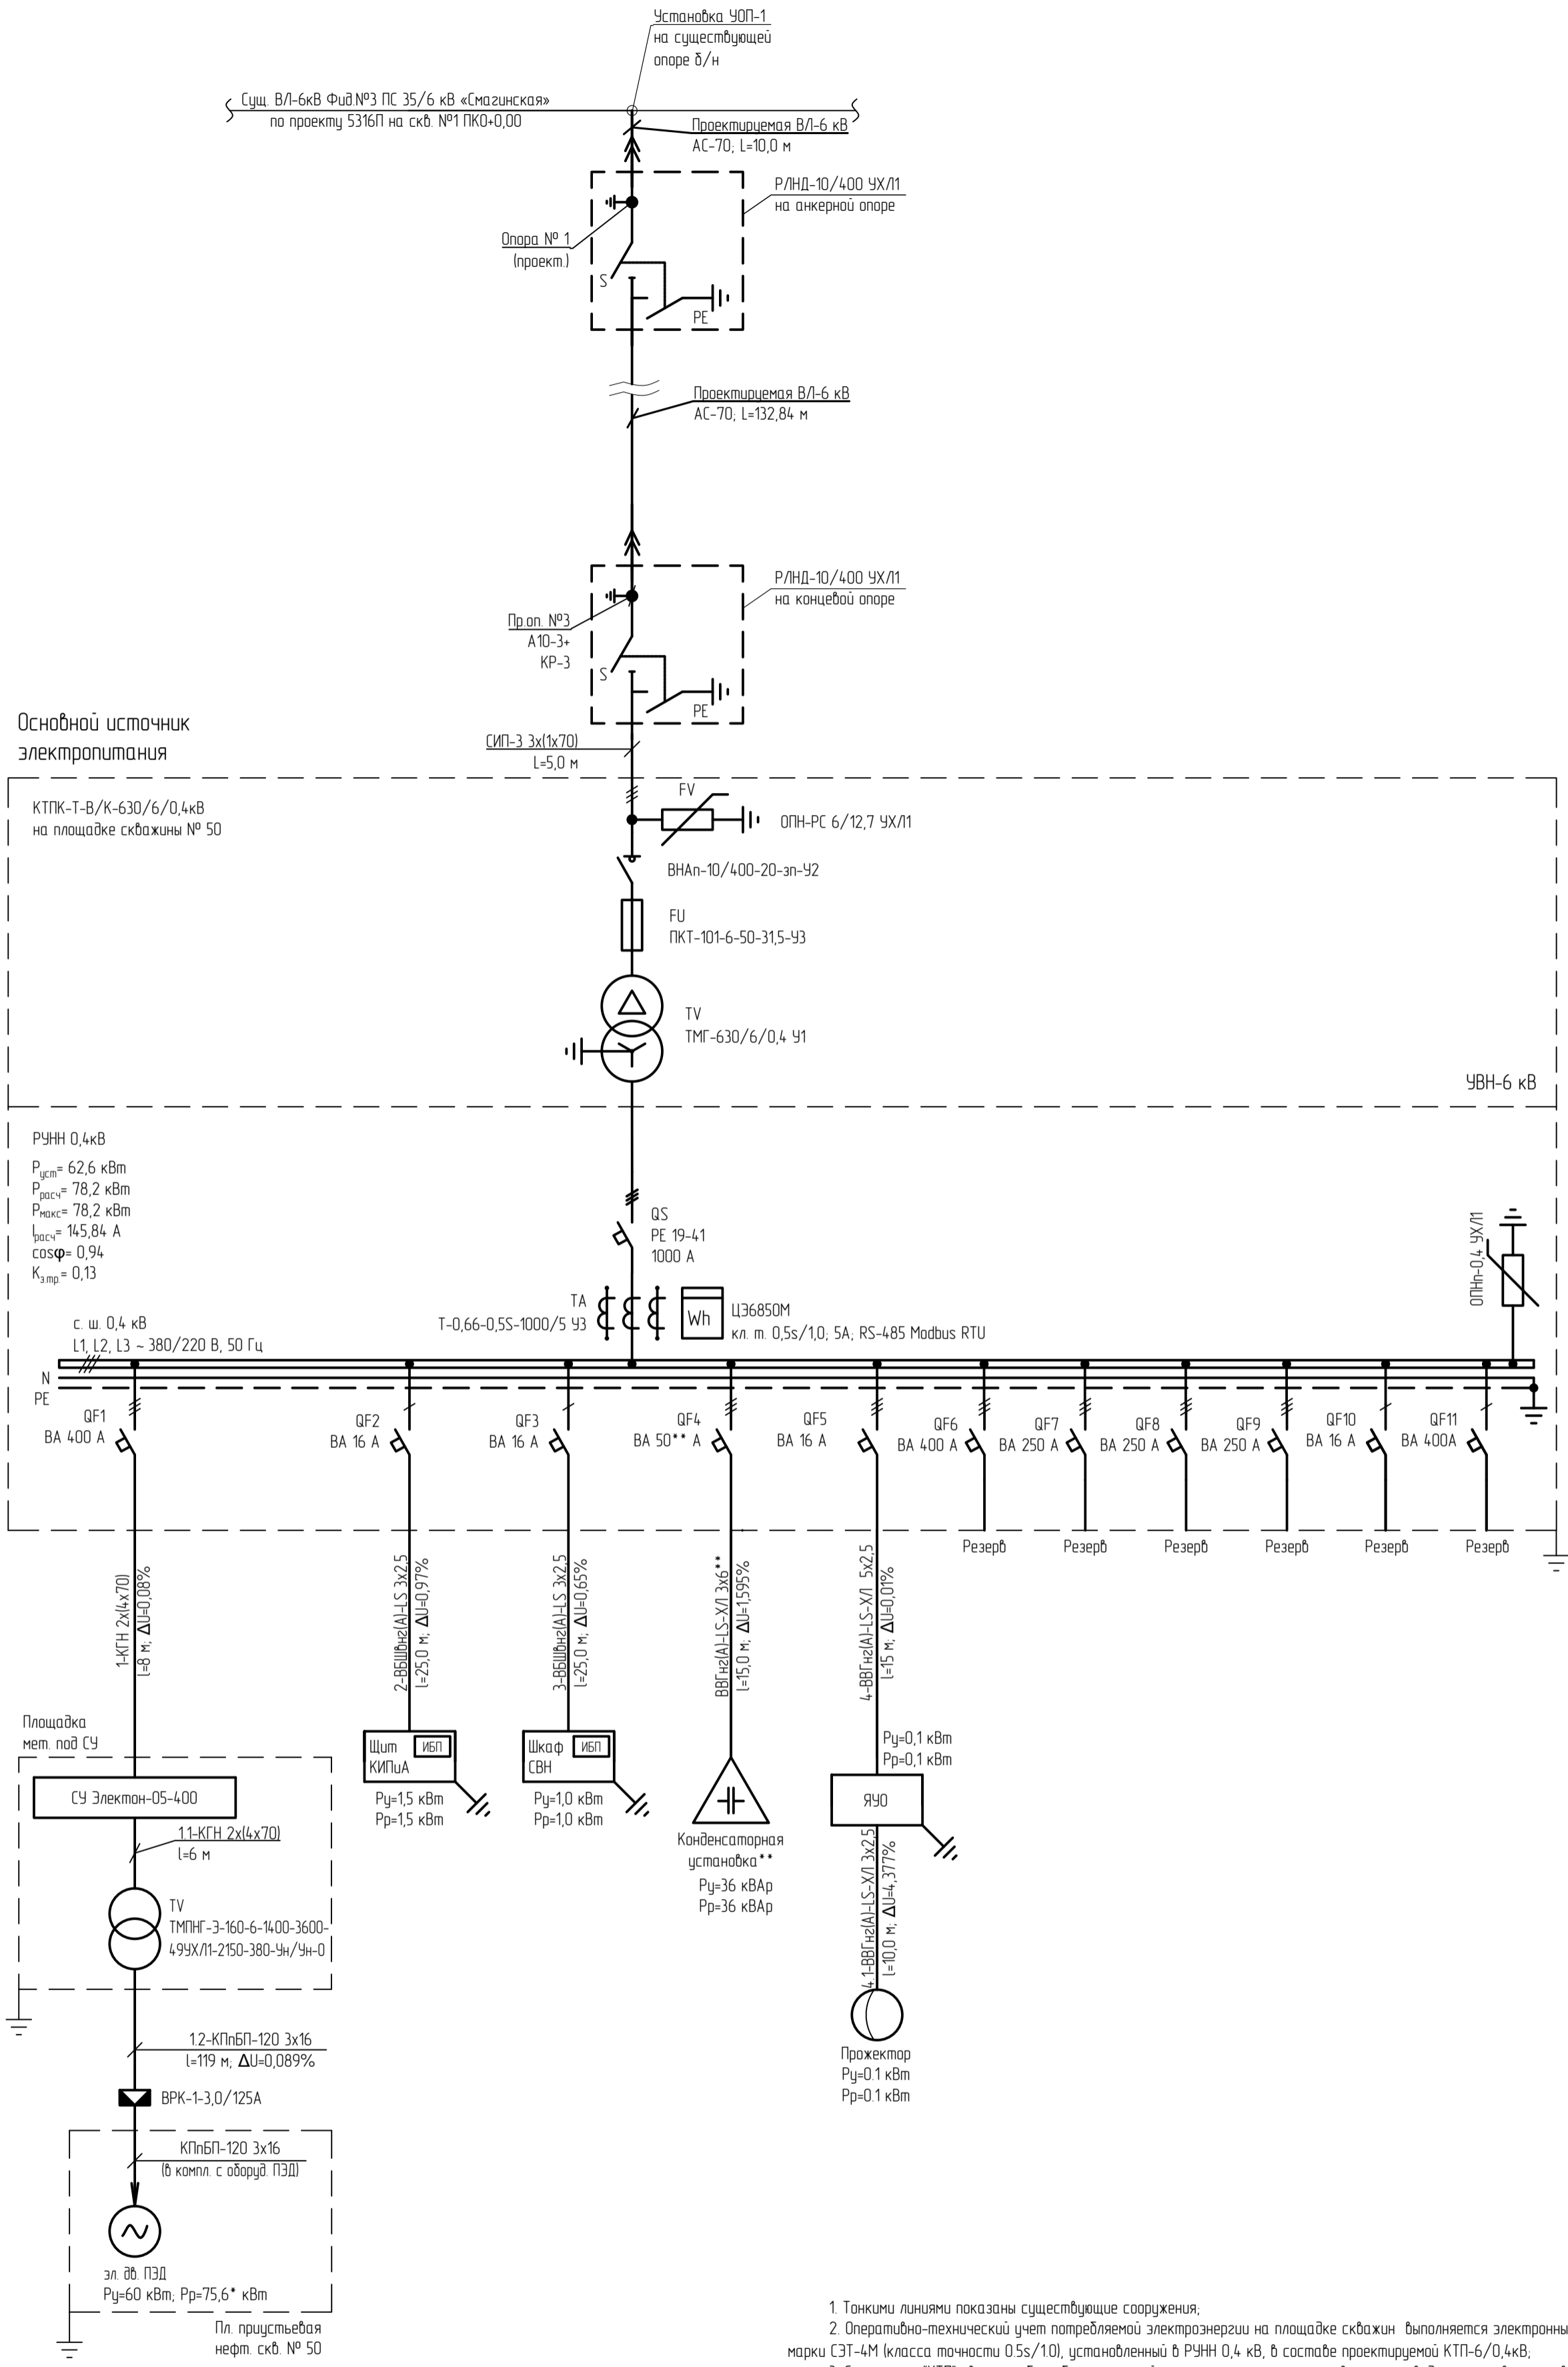 Установка УОП-1
на существующей
опоре б/н
Сущ. ВЛ-6кВ Фид.№3 ПС 35/6 кВ «Смагинская»
по проекту 5316П на скв. №1 ПК0+0,00
Проектируемая ВЛ-6 кВ
АС-70; L=10,0 м
РЛНД-10/400 УХЛ1
на анкерной опоре
Опора № 1
(проект.)
S
PE
Проектируемая ВЛ-6 кВ
АС-70; L=132,84 м
РЛНД-10/400 УХЛ1
на концевой опоре
Пр.оп. №3
А10-3+
КР-3
S
PE
Основной источник
электропитания
СИП-3 3х(1х70)
L=5,0 м
КТПК-Т-В/К-630/6/0,4кВ
на площадке скважины № 50
FV
ОПН-РС 6/12,7 УХЛ1
ВНАп-10/400-20-зп-У2
FU
ПКТ-101-6-50-31,5-У3
TV
ТМГ-630/6/0,4 У1
УВН-6 кВ
РУНН 0,4кВ
Pуст= 62,6 кВт
Pрасч= 78,2 кВт
Pмакс= 78,2 кВт
Iрасч= 145,84 А
cosφ= 0,94
Kз.тр.= 0,13
QS
РЕ 19-41
1000 А
ОПНп-0,4 УХЛ1
TA
Т-0,66-0,5S-1000/5 У3
Wh
ЦЭ6850М
кл. т. 0,5s/1,0; 5А; RS-485 Modbus RTU
с. ш. 0,4 кВ
L1, L2, L3 ~ 380/220 В, 50 Гц
N
PE
QF1
ВА 400 А
QF2
ВА 16 А
QF3
ВА 16 А
QF4
ВА 50** А
QF5
ВА 16 А
QF6
ВА 400 А
QF7
ВА 250 А
QF8
ВА 250 А
QF9
ВА 250 А
QF10
ВА 16 А
QF11
ВА 400А
Резерв
Резерв
Резерв
Резерв
Резерв
Резерв
1-КГН 2х(4х70)
l=8 м; ΔU=0,08%
2-ВБШвнг(А)-LS 3х2,5
l=25,0 м; ΔU=0,97%
3-ВБШвнг(А)-LS 3х2,5
l=25,0 м; ΔU=0,65%
ВВГнг(А)-LS-ХЛ 3х6**
l=15,0 м; ΔU=1,595%
4-ВВГнг(А)-LS-ХЛ 5х2,5
l=15 м; ΔU=0,01%
Площадка
мет. под СУ
СУ Электон-05-400
1.1-КГН 2х(4х70)
l=6 м
TV
ТМПНГ-Э-160-6-1400-3600-
49УХЛ1-2150-380-Ун/Ун-0
Щит
КИПиА
ИБП
Ру=1,5 кВт
Рр=1,5 кВт
Шкаф
СВН
ИБП
Ру=1,0 кВт
Рр=1,0 кВт
Конденсаторная
установка**
Ру=36 кВАр
Рр=36 кВАр
Ру=0,1 кВт
Рр=0,1 кВт
ЯУО
4.1-ВВГнг(А)-LS-ХЛ 3х2,5
l=10,0 м; ΔU=4,377%
Прожектор
Ру=0.1 кВт
Рр=0.1 кВт
1.2-КПпБП-120 3х16
l=119 м; ΔU=0,089%
ВРК-1-3,0/125А
КПпБП-120 3х16
(в компл. с оборуд. ПЭД)
эл. дв. ПЭД
Ру=60 кВт; Рр=75,6* кВт
Пл. приустьевая
нефт. скв. № 50
1. Тонкими линиями показаны существующие сооружения;
2. Оперативно-технический учет потребляемой электроэнергии на площадке скважин выполняется электронны
марки СЭТ-4М (класса точности 0.5s/1.0), установленный в РУНН 0,4 кВ, в составе проектируемой КТП-6/0,4кВ;